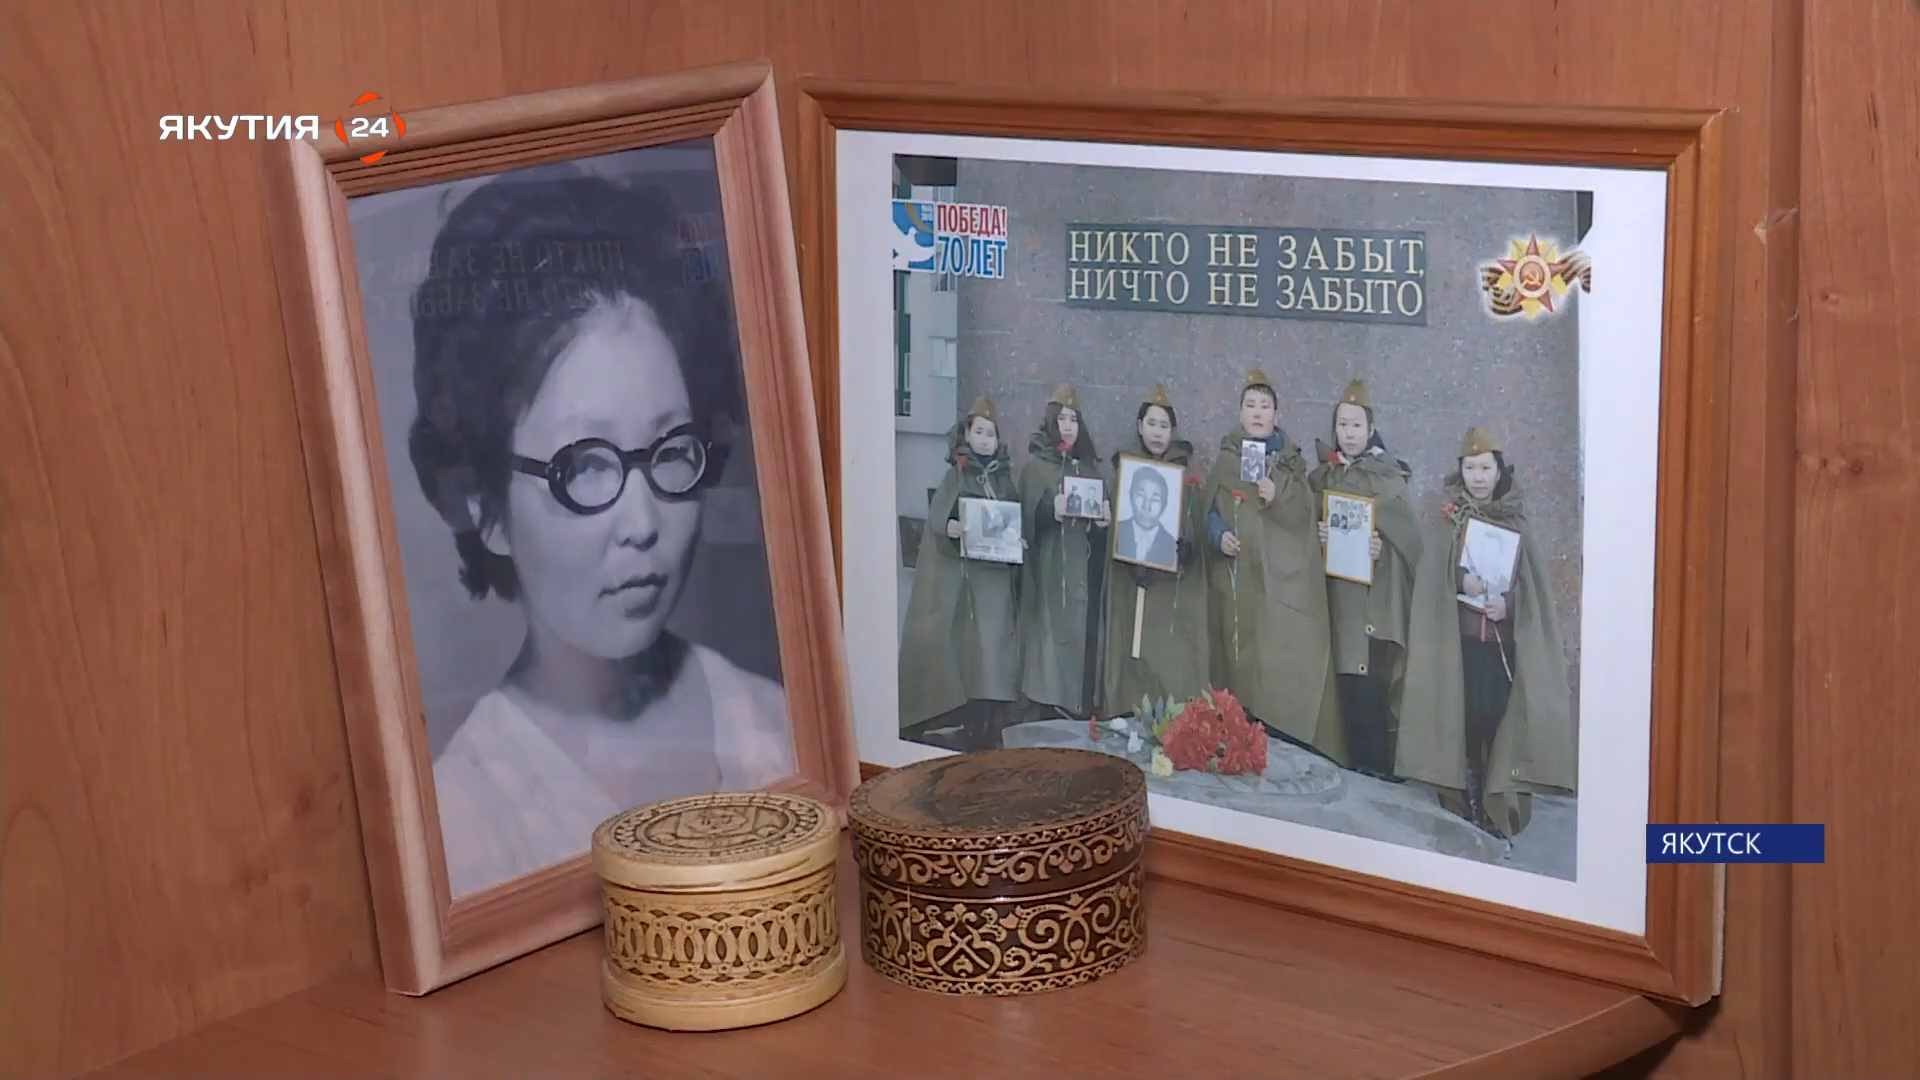 ЯКУТИЯ 24
ПОБЕДА!
70 ЛЕТ
НИКТО НЕ ЗАБЫТ,
НИЧТО НЕ ЗАБЫТО
ЯКУТСК